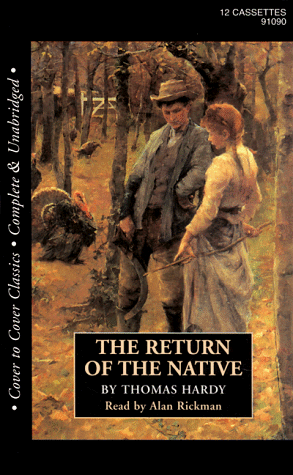 12 CASSETTES
91090
• Cover to Cover Classics • Complete & Unabridged •
THE RETURN
OF THE NATIVE
BY THOMAS HARDY
Read by Alan Rickman